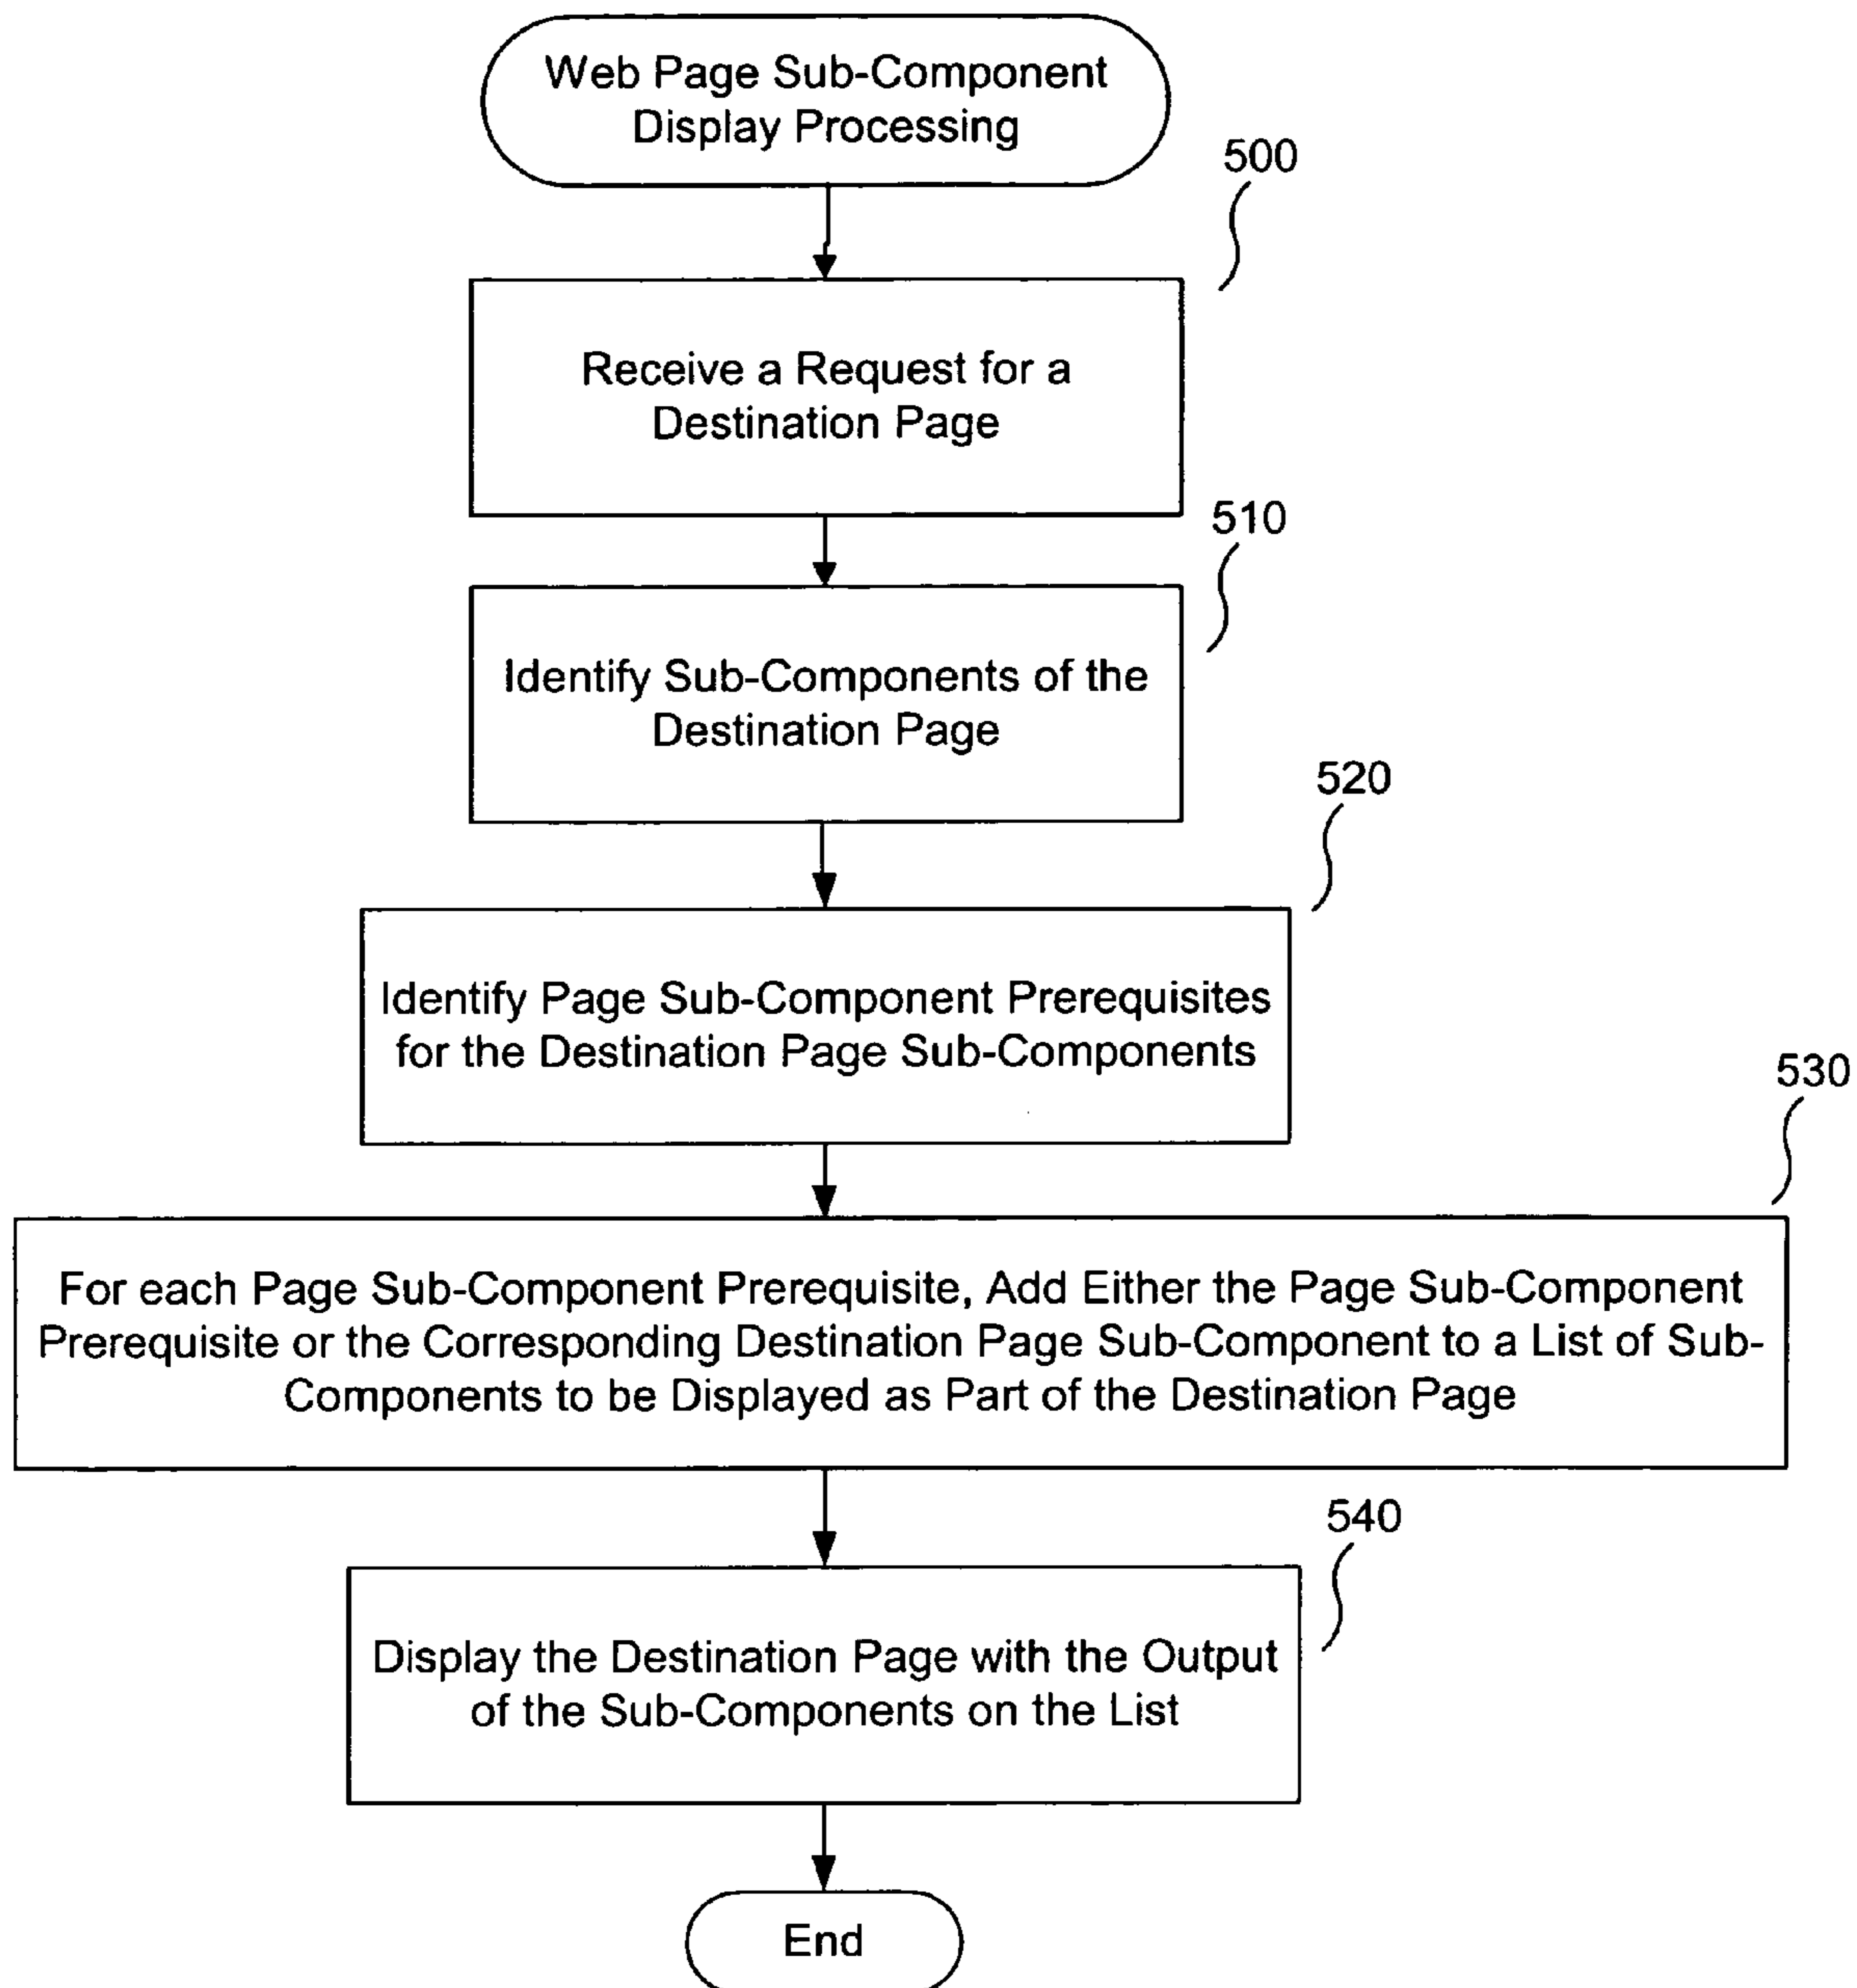 Web Page Sub-Component
Display Processing
500
Receive a Request for a
Destination Page
510
Identify Sub-Components of the
Destination Page
520
Identify Page Sub-Component Prerequisites
for the Destination Page Sub-Components
530
For each Page Sub-Component Prerequisite, Add Either the Page Sub-Component
Prerequisite or the Corresponding Destination Page Sub-Component to a List of Sub-
Components to be Displayed as Part of the Destination Page
540
Display the Destination Page with the Output
of the Sub-Components on the List
End